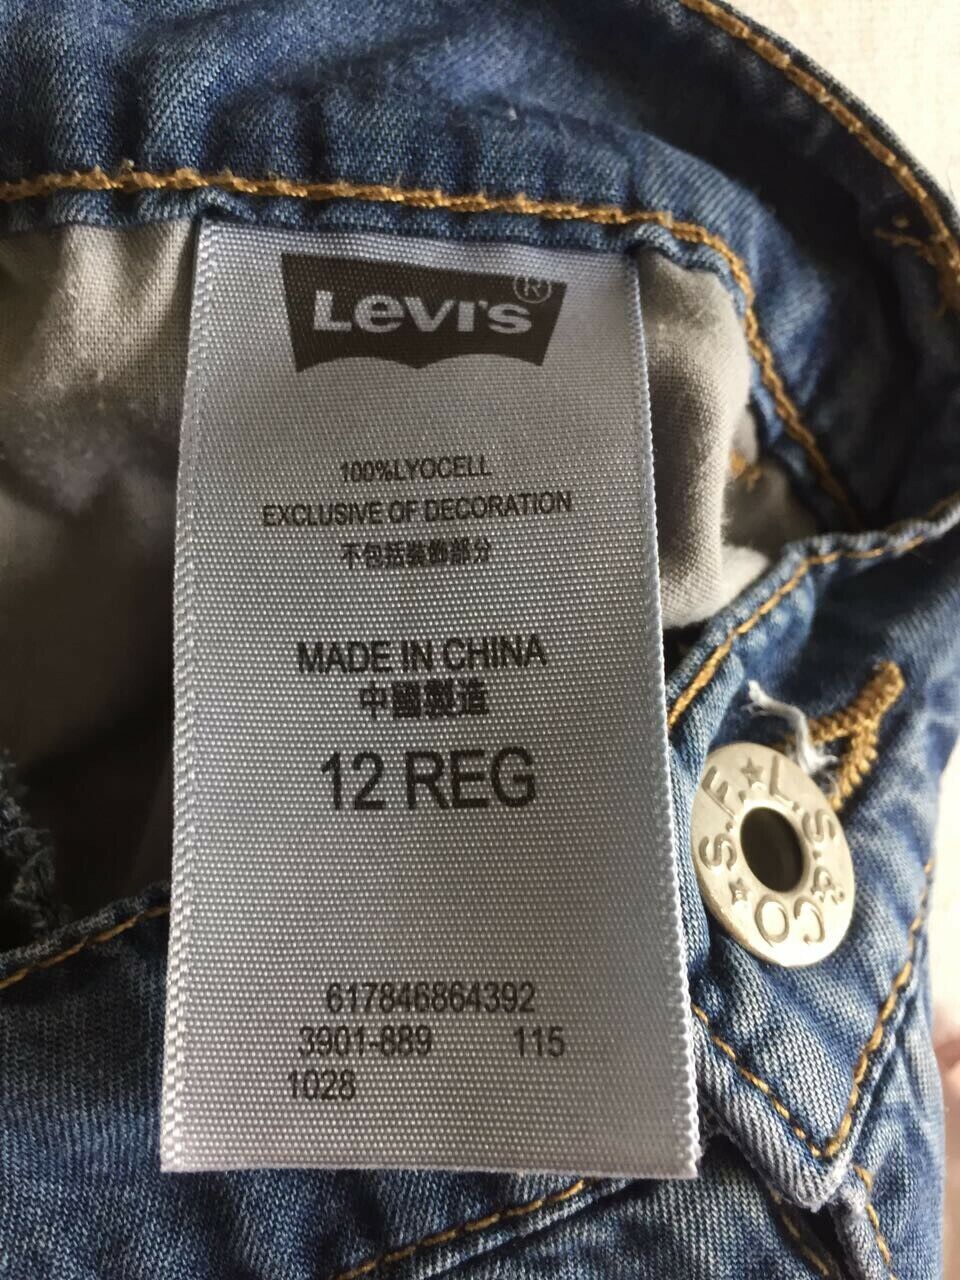 LEVI'S®
100%LYOCELL
EXCLUSIVE OF DECORATION
不包括裝飾部分
MADE IN CHINA
中國製造
12 REG
617846864392
3901-889 115
1028
L.S.&CO.S.F.